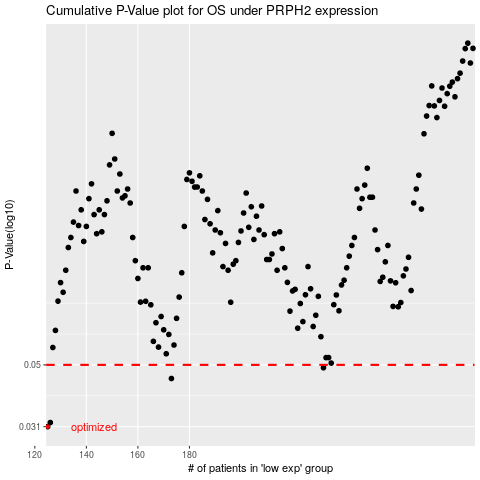 Cumulative P-Value plot for OS under PRPH2 expression
P-Value(log10)
0.05
0.031
optimized
120 140 160 180
# of patients in 'low exp' group